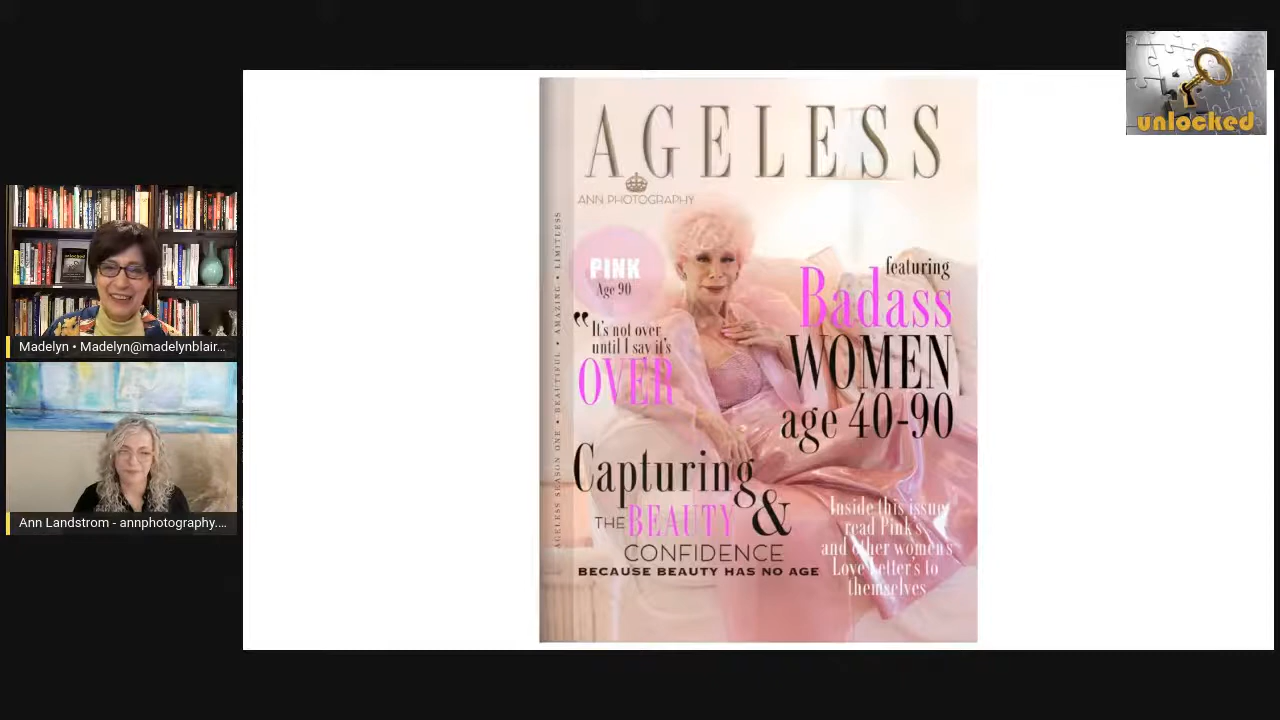 unlocked
Madelyn • Madelyn@madelynblair...
Ann Landstrom - annphotography....
AGELESS
ANN PHOTOGRAPHY
AGELESS SEASON ONE • BEAUTIFUL • AMAZING • LIMITLESS
PINK
Age 90
"It's not over
until I say it's
OVER
featuring
Badass
WOMEN
age 40-90
Capturing
THE BEAUTY &
CONFIDENCE
BECAUSE BEAUTY HAS NO AGE
Inside this issue
read Pink's
and other women's
Love Letter's to
themselves